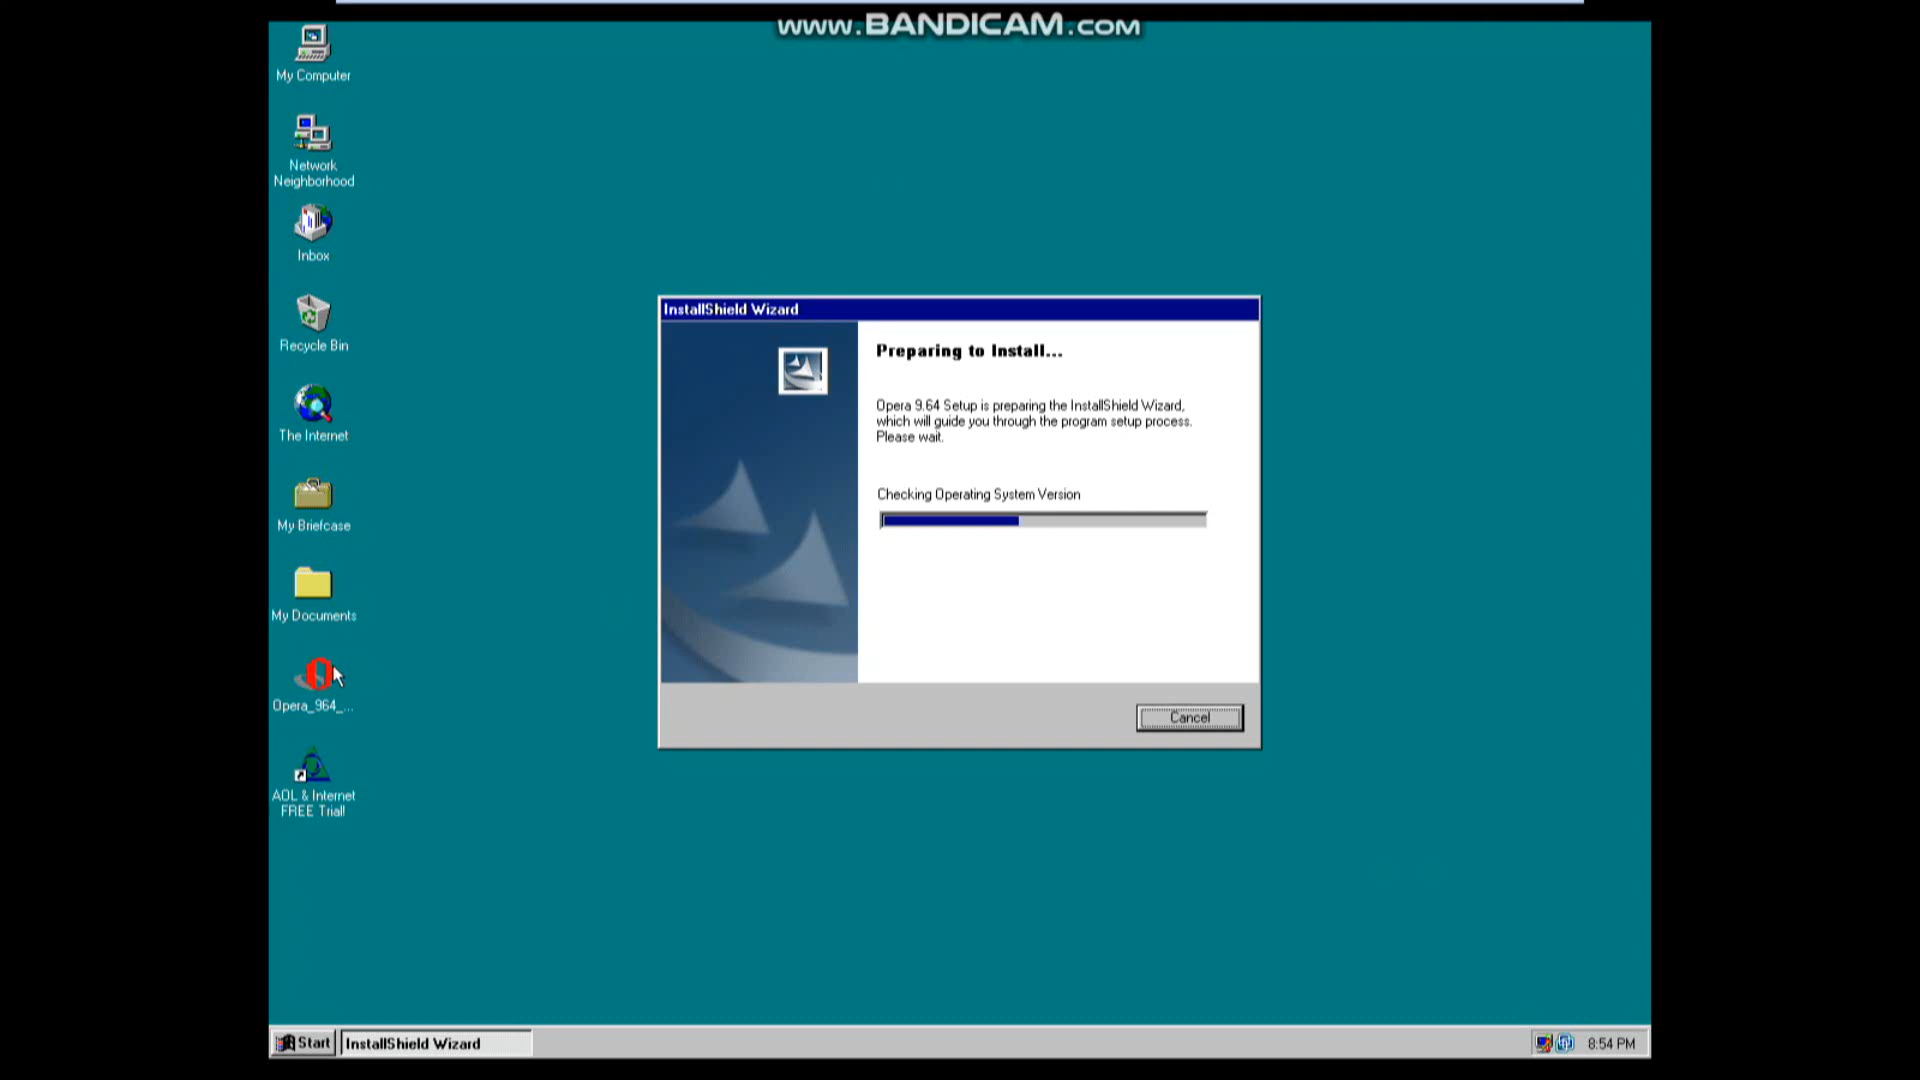 www.BANDICAM.com
My Computer
Network
Neighborhood
Inbox
Recycle Bin
The Internet
My Briefcase
My Documents
Opera_964_...
AOL & Internet
FREE Trial!
InstallShield Wizard
Preparing to Install...
Opera 9.64 Setup is preparing the InstallShield Wizard,
which will guide you through the program setup process.
Please wait.
Checking Operating System Version
Cancel
Start
InstallShield Wizard
8:54 PM